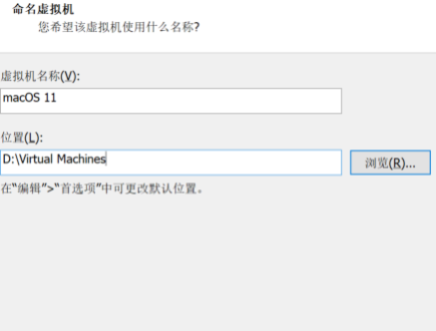 命名虚拟机
您希望该虚拟机使用什么名称?
虚拟机名称(V):
macOS 11
位置(L):
D:\Virtual Machines
浏览(R)...
在“编辑”>“首选项”中可更改默认位置。